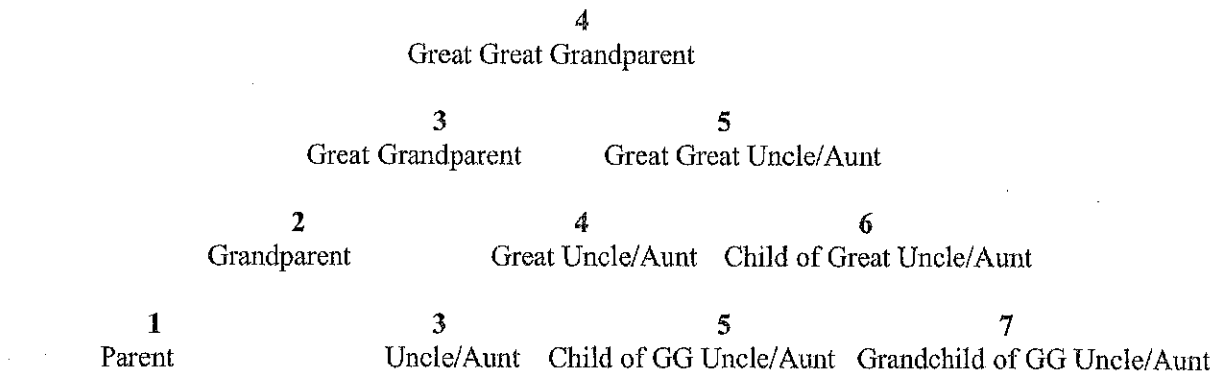 4
Great Great Grandparent
3 5
Great Grandparent Great Great Uncle/Aunt
2 4 6
Grandparent Great Uncle/Aunt Child of Great Uncle/Aunt
1 3 5 7
Parent Uncle/Aunt Child of GG Uncle/Aunt Grandchild of GG Uncle/Aunt